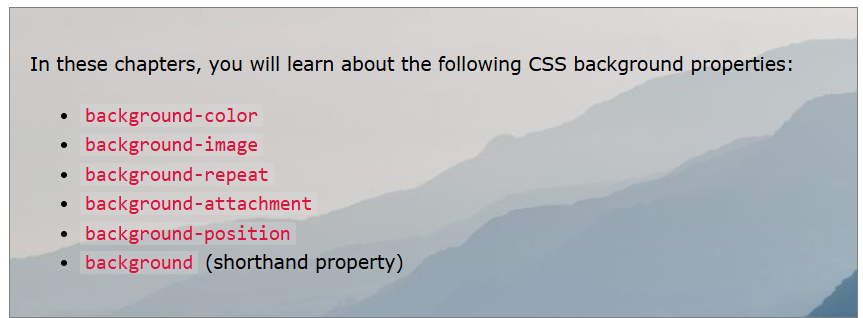 In these chapters, you will learn about the following CSS background properties:
• background-color
• background-image
• background-repeat
• background-attachment
• background-position
• background (shorthand property)